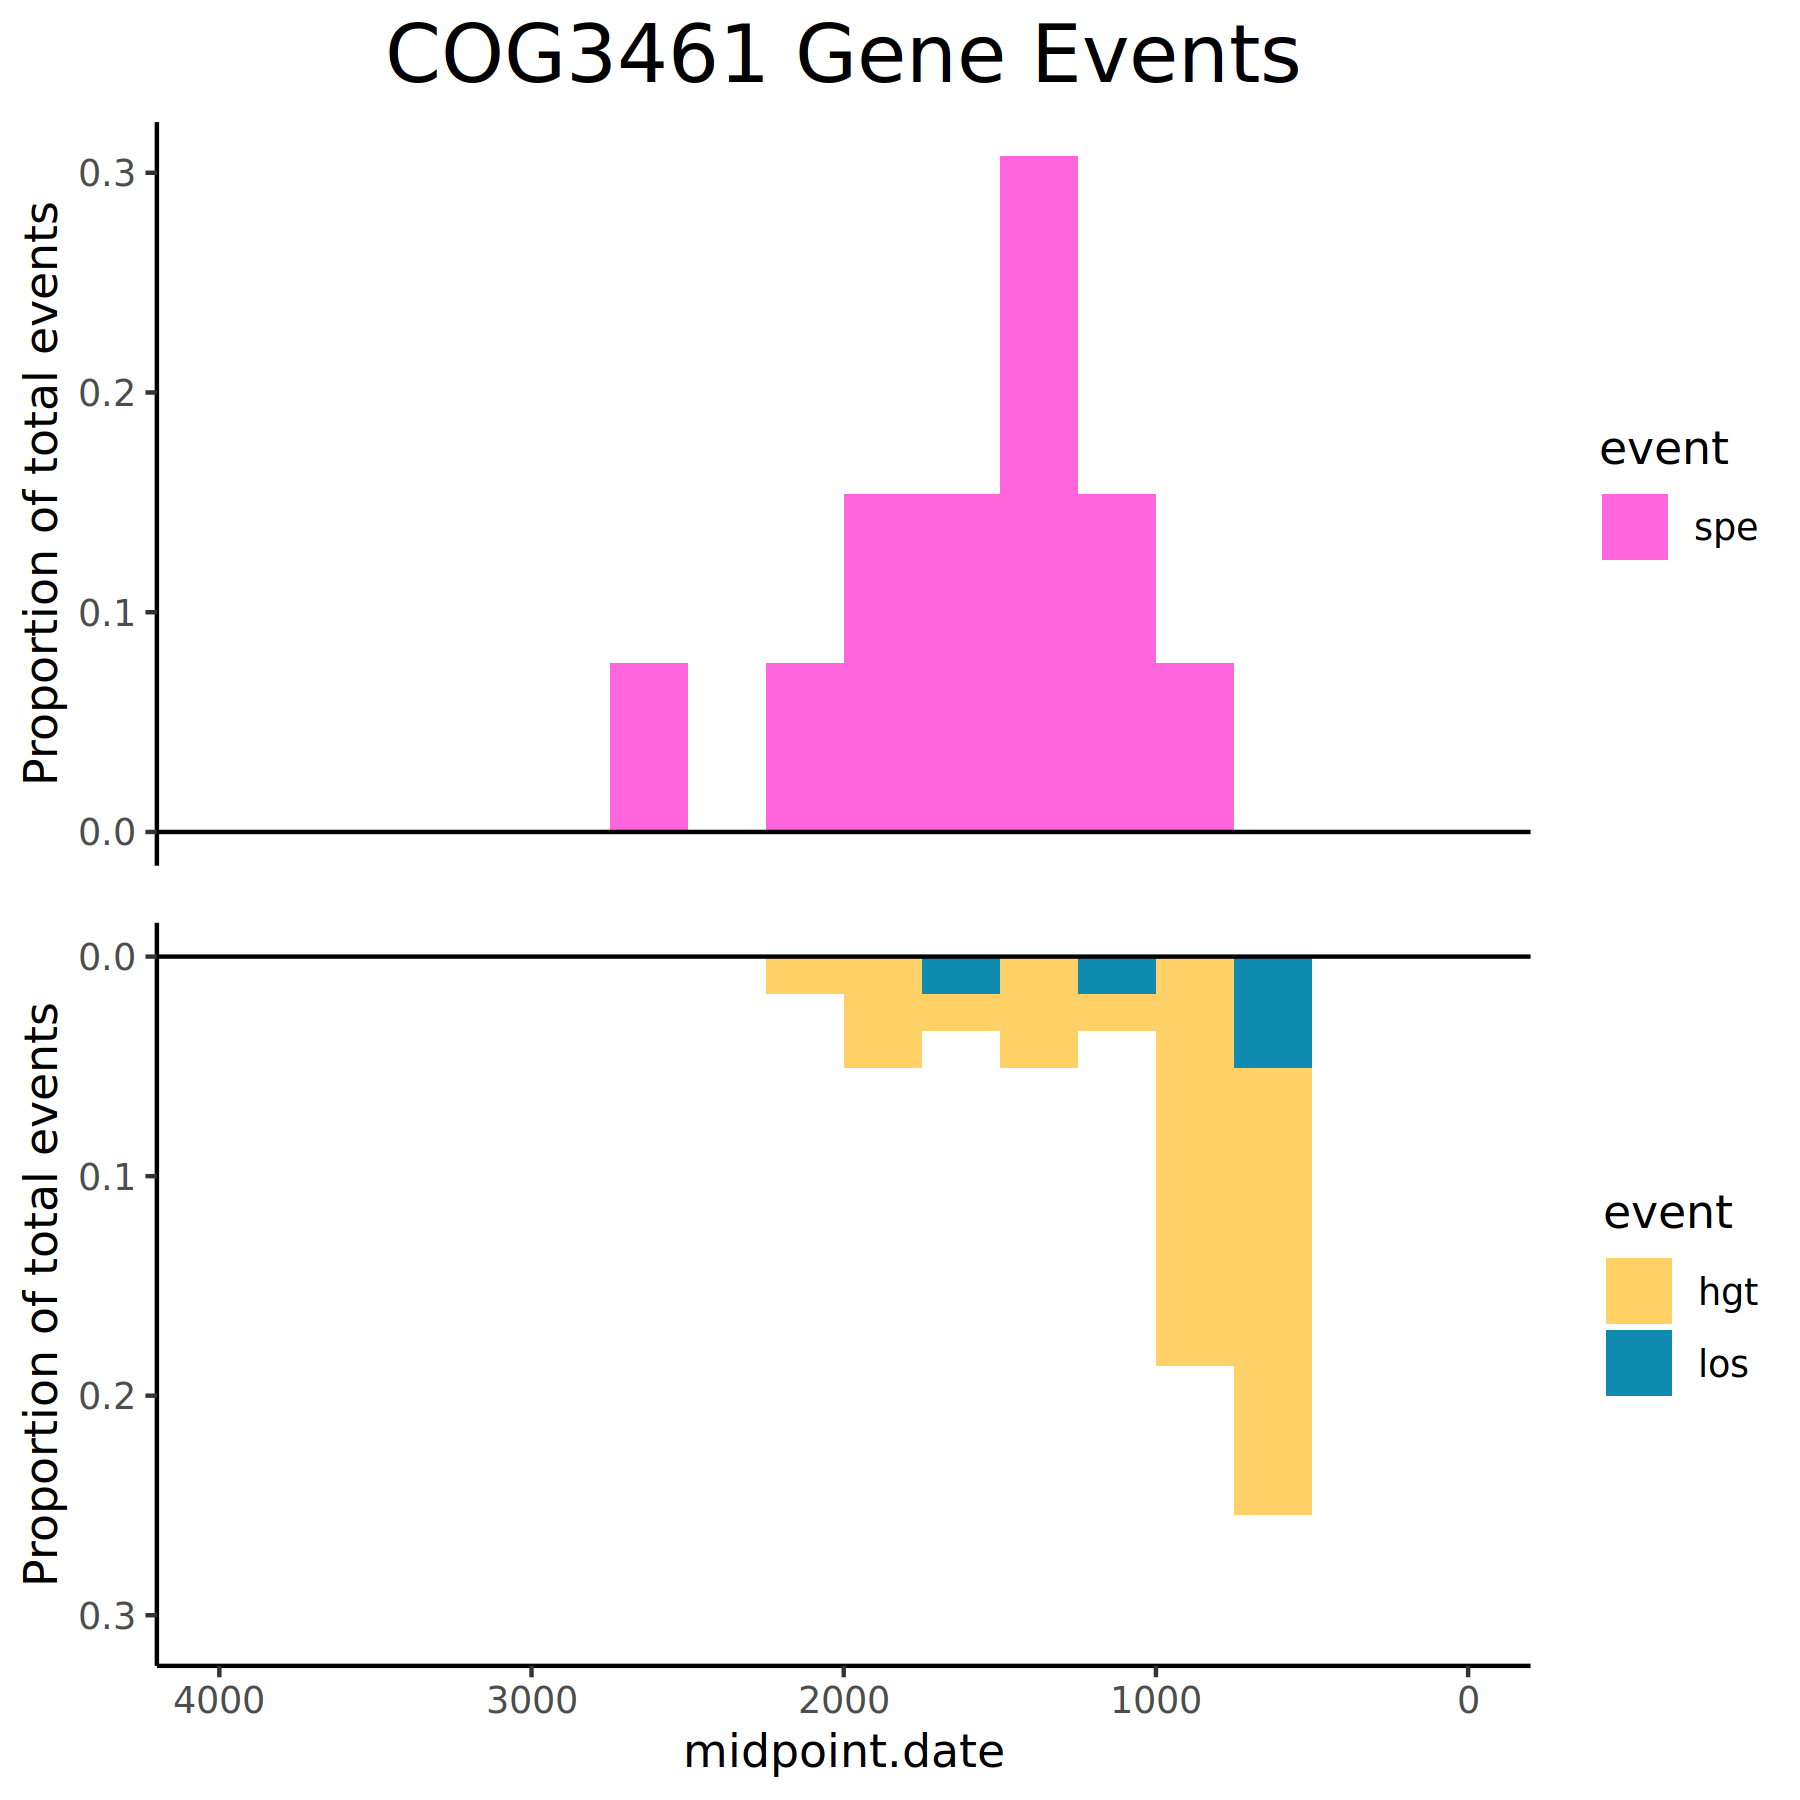 COG3461 Gene Events
Proportion of total events
0.3
0.2
0.1
0.0
event
spe
Proportion of total events
0.0
0.1
0.2
0.3
event
hgt
los
4000 3000 2000 1000 0
midpoint.date